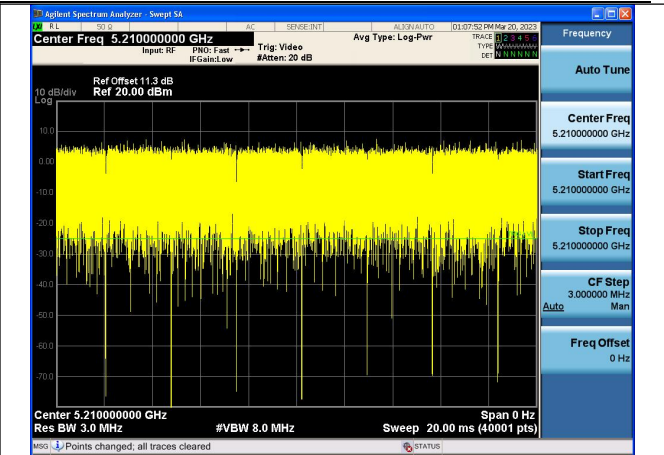 Agilent Spectrum Analyzer - Swept SA
RL 50 Ω AC SENSE:INT ALIGNAUTO 01:07:52 PM Mar 20, 2023
Center Freq 5.210000000 GHz
Input: RF PNO: Fast Trig: Video Avg Type: Log-Pwr TRACE 1 2 3 4 5 6
IFGain:Low #Atten: 20 dB TYPE
DET N N N N N N
Frequency
Auto Tune
Ref Offset 11.3 dB
10 dB/div Ref 20.00 dBm
Log
10.0
0.00
-10.0
-20.0
-30.0
-40.0
-50.0
-60.0
-70.0
Center Freq
5.210000000 GHz
Start Freq
5.210000000 GHz
Stop Freq
5.210000000 GHz
CF Step
3.000000 MHz
Auto Man
Freq Offset
0 Hz
Center 5.210000000 GHz Span 0 Hz
Res BW 3.0 MHz #VBW 8.0 MHz Sweep 20.00 ms (40001 pts)
MSG Points changed; all traces cleared STATUS